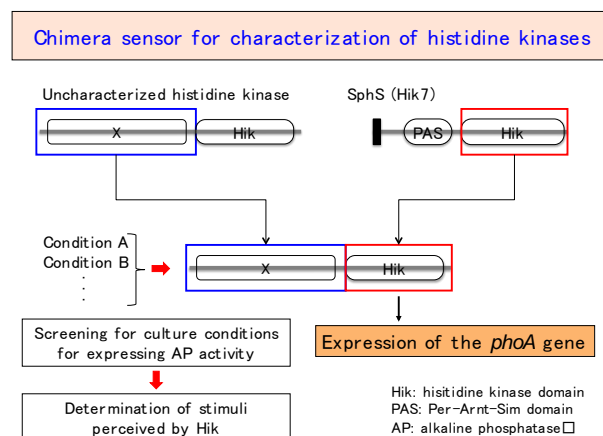 Chimera sensor for characterization of histidine kinases
Uncharacterized histidine kinase
SphS (Hik7)
X
Hik
PAS
Hik
Condition A
Condition B
.
.
X
Hik
Screening for culture conditions
for expressing AP activity
Expression of the phoA gene
Determination of stimuli
perceived by Hik
Hik: hisitidine kinase domain
PAS: Per-Arnt-Sim domain
AP: alkaline phosphatase□